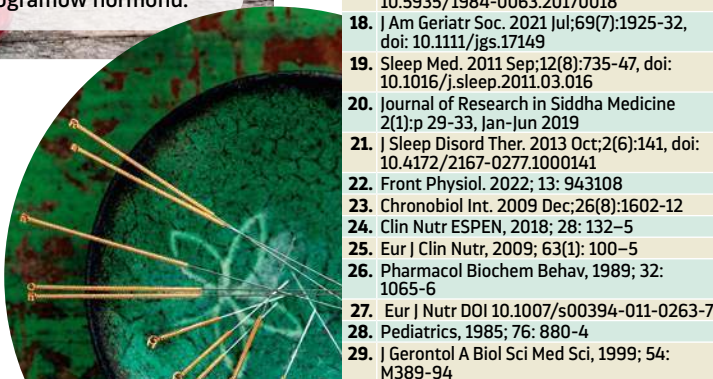 hormonu.
10.5935/1984-0063.20170018
18. J Am Geriatr Soc. 2021 Jul;69(7):1925-32,
doi: 10.1111/jgs.17149
19. Sleep Med. 2011 Sep;12(8):735-47, doi:
10.1016/j.sleep.2011.03.016
20. Journal of Research in Siddha Medicine
2(1):p 29-33, Jan-Jun 2019
21. J Sleep Disord Ther. 2013 Oct;2(6):141, doi:
10.4172/2167-0277.1000141
22. Front Physiol. 2022; 13: 943108
23. Chronobiol Int. 2009 Dec;26(8):1602-12
24. Clin Nutr ESPEN, 2018; 28: 132–5
25. Eur J Clin Nutr, 2009; 63(1): 100–5
26. Pharmacol Biochem Behav, 1989; 32:
1065-6
27. Eur J Nutr DOI 10.1007/s00394-011-0263-7
28. Pediatrics, 1985; 76: 880-4
29. J Gerontol A Biol Sci Med Sci, 1999; 54:
M389-94